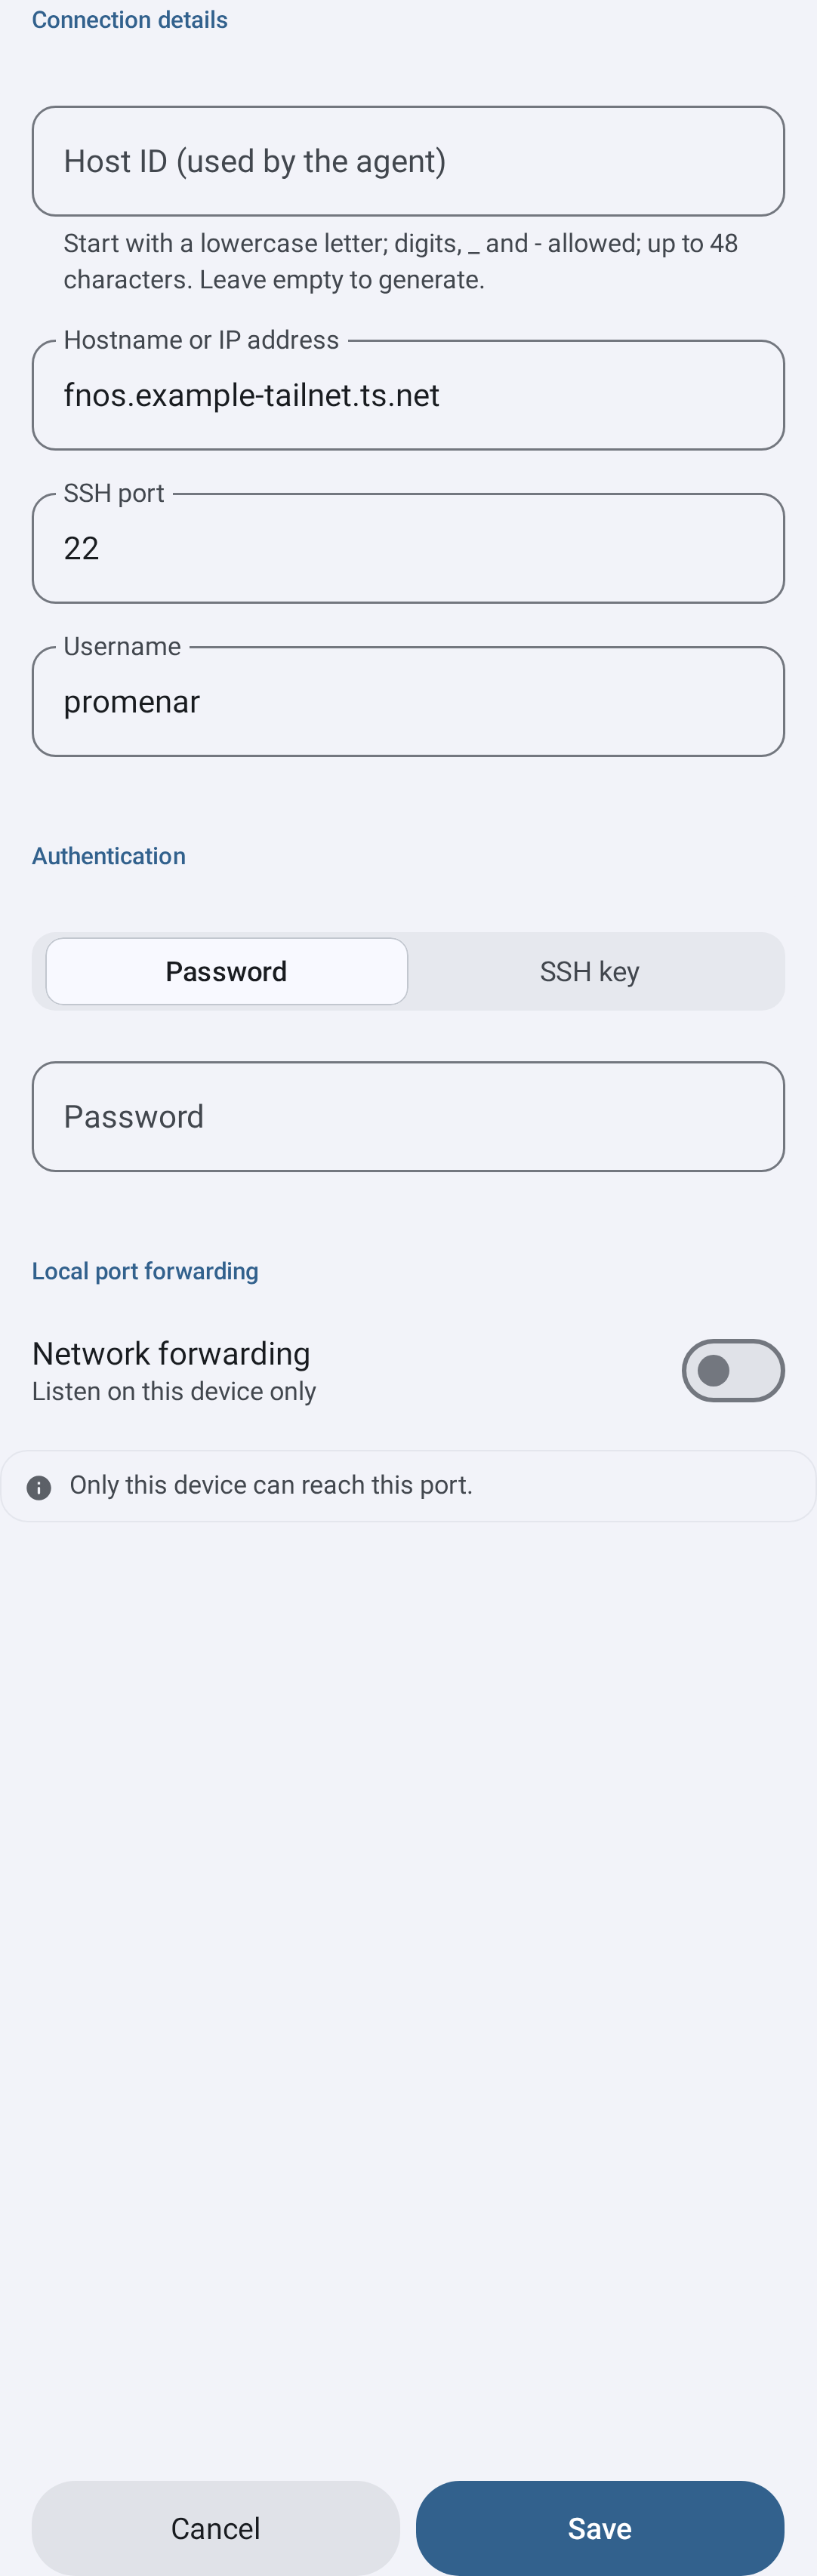 Connection details
Host ID (used by the agent)
Start with a lowercase letter; digits, _ and - allowed; up to 48
characters. Leave empty to generate.
Hostname or IP address
fnos.example-tailnet.ts.net
SSH port
22
Username
promenar
Authentication
Password
SSH key
Password
Local port forwarding
Network forwarding
Listen on this device only
Only this device can reach this port.
Cancel
Save